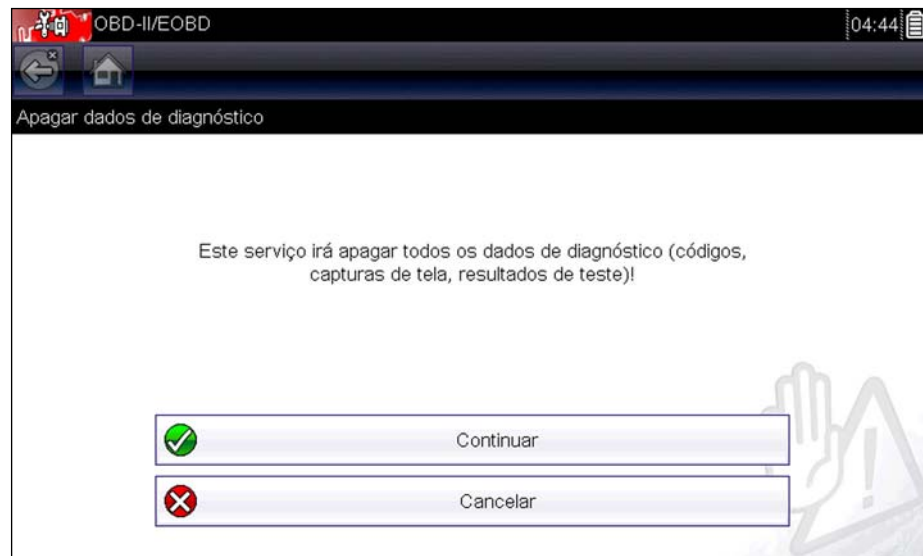 OBD-II/EOBD
04:44
Apagar dados de diagnóstico
Este serviço irá apagar todos os dados de diagnóstico (códigos,
capturas de tela, resultados de teste)!
Continuar
Cancelar